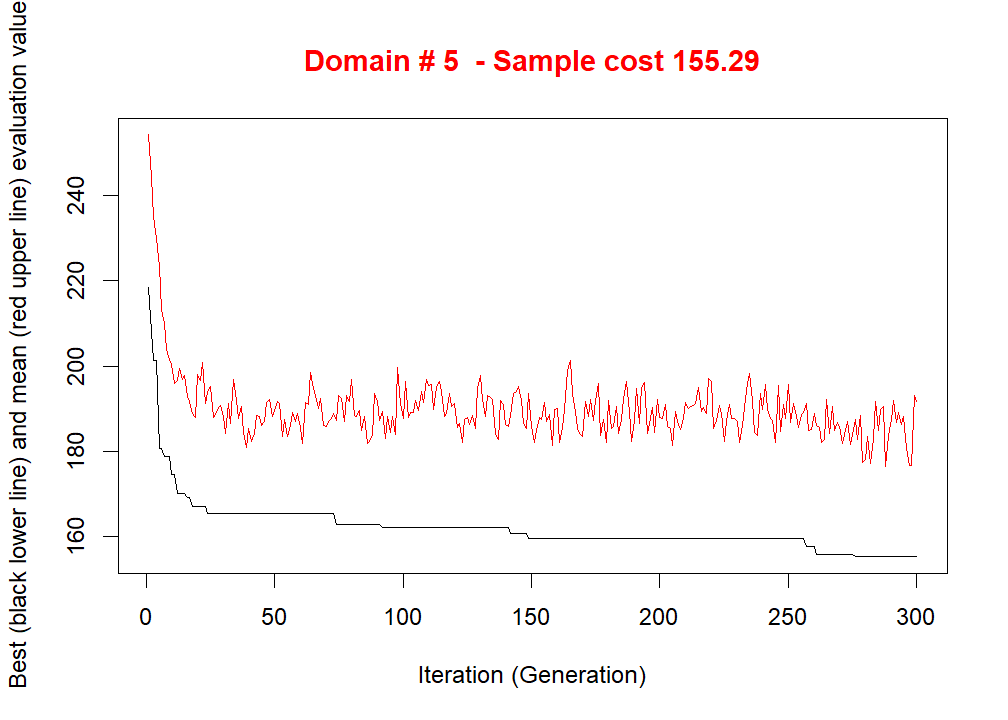 Domain # 5  - Sample cost 155.29
Best (black lower line) and mean (red upper line) evaluation value
240
220
200
180
160
0 50 100 150 200 250 300
Iteration (Generation)